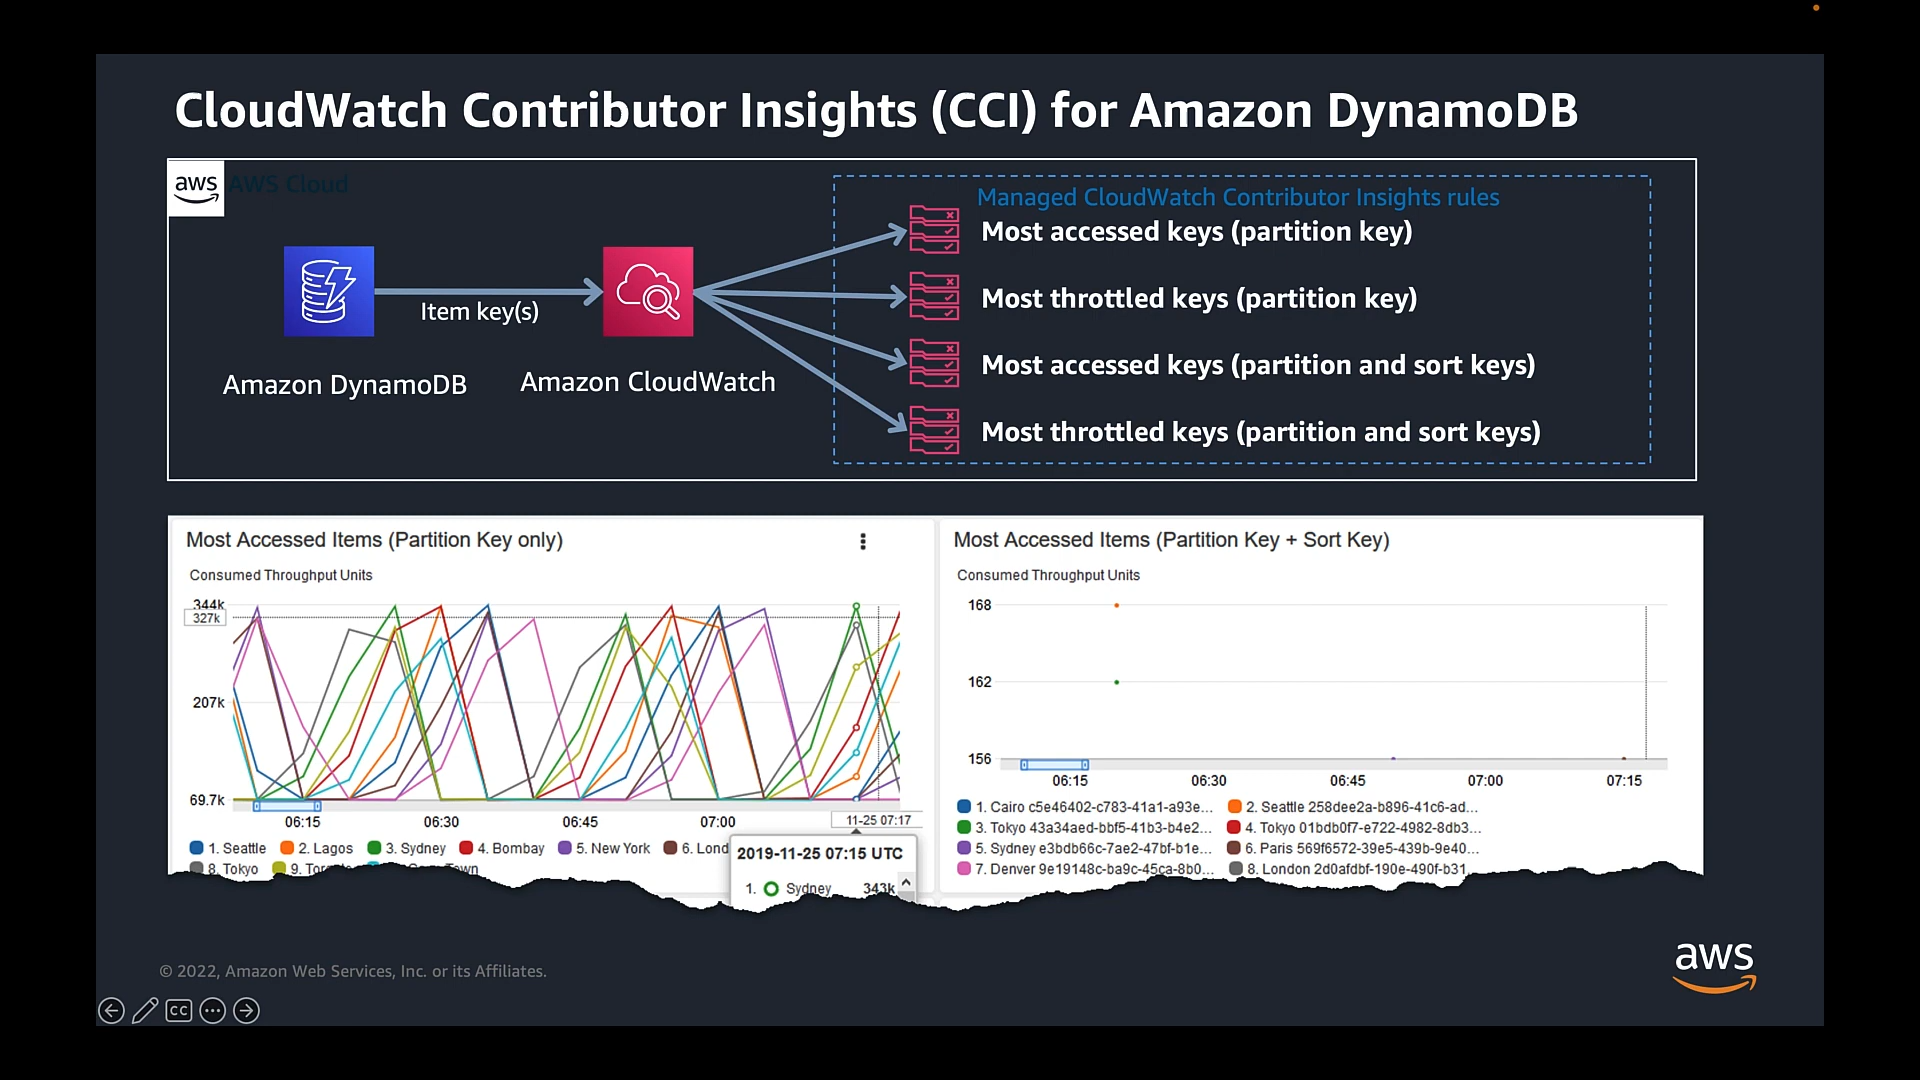 CloudWatch Contributor Insights (CCI) for Amazon DynamoDB
aws
AWS Cloud
Managed CloudWatch Contributor Insights rules
Most accessed keys (partition key)
Most throttled keys (partition key)
Most accessed keys (partition and sort keys)
Most throttled keys (partition and sort keys)
Item key(s)
Amazon DynamoDB
Amazon CloudWatch
Most Accessed Items (Partition Key only)
Consumed Throughput Units
344k
327k
207k
69.7k
06:15 06:30 06:45 07:00 11-25 07:17
1. Seattle 2. Lagos 3. Sydney 4. Bombay 5. New York 6. Lond
8. Tokyo 9.
2019-11-25 07:15 UTC
1. Sydney 343k
Most Accessed Items (Partition Key + Sort Key)
Consumed Throughput Units
168
162
156
06:15 06:30 06:45 07:00 07:15
1. Cairo c5e46402-c783-41a1-a93e... 2. Seattle 258dee2a-b896-41c6-ad...
3. Tokyo 43a34aed-bbf5-41b3-b4e2... 4. Tokyo 01bdb0f7-e722-4982-8db3...
5. Sydney e3bdb66c-7ae2-47bf-b1e... 6. Paris 569f6572-39e5-439b-9e40...
7. Denver 9e19148c-ba9c-45ca-8b0... 8. London 2d0afdbf-190e-490f-b31...
© 2022, Amazon Web Services, Inc. or its Affiliates.
aws
CC